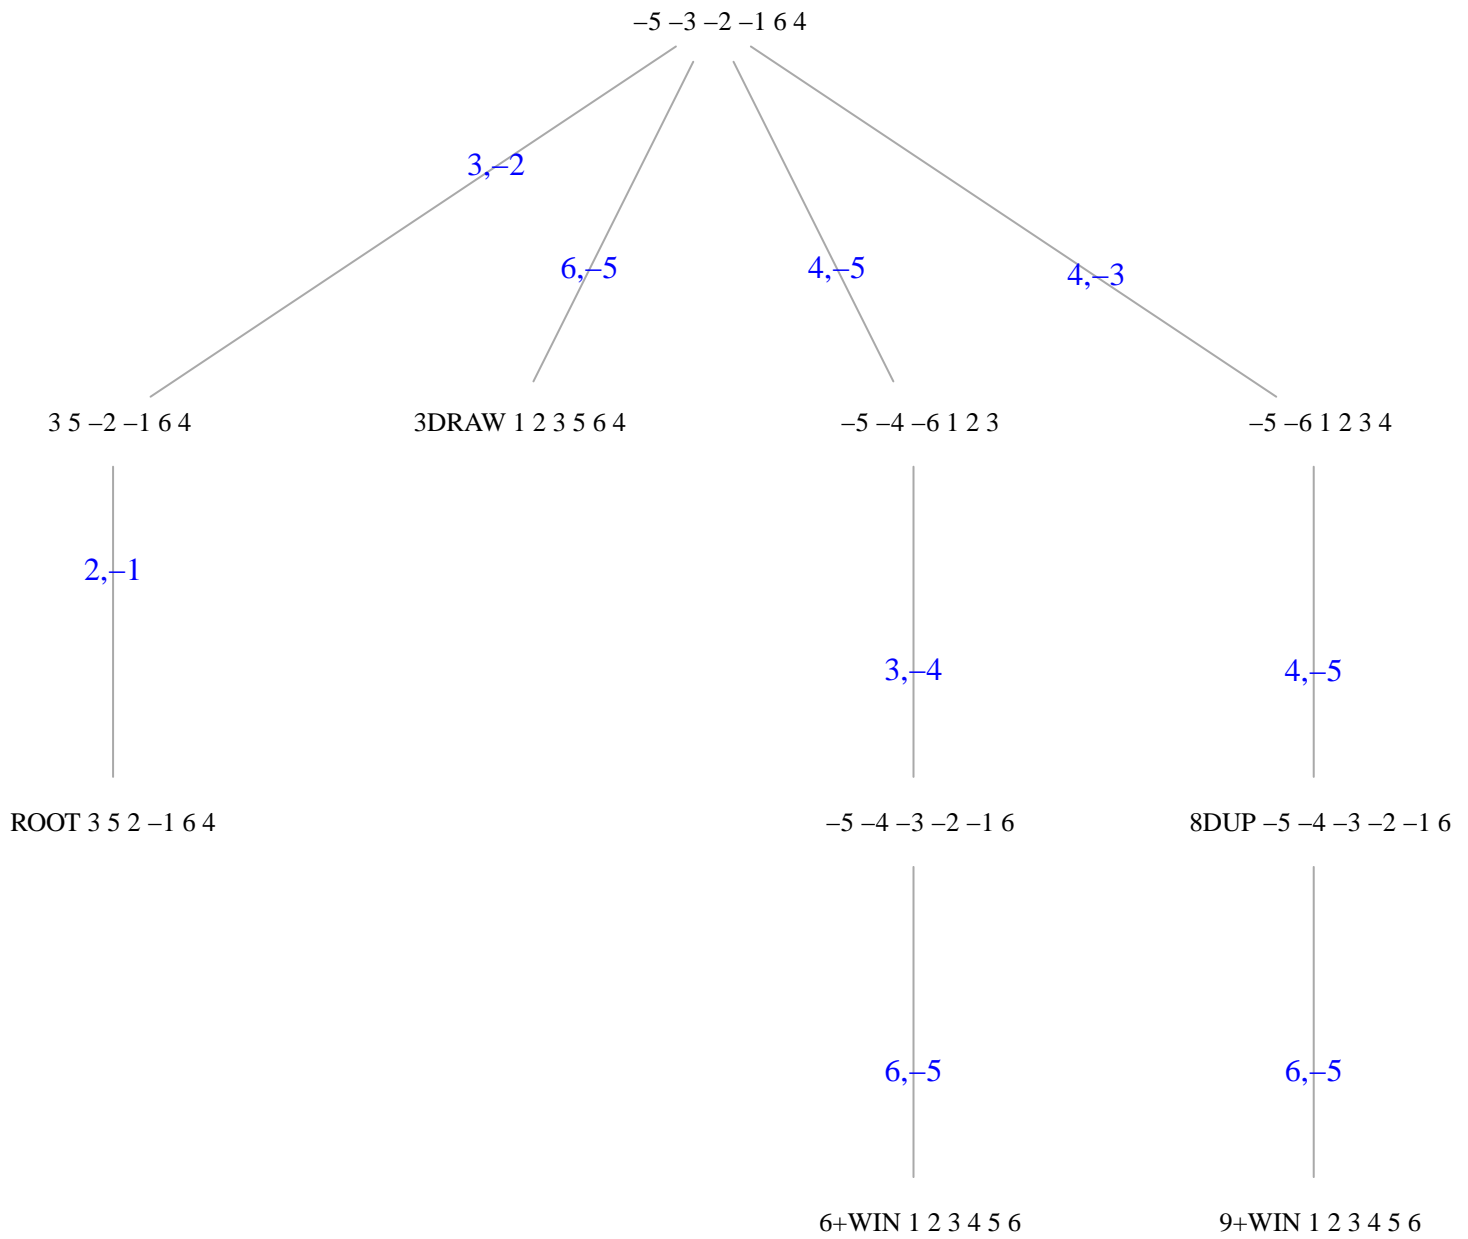 –5 –3 –2 –1 6 4
3,–2
6,–5
4,–5
4,–3
3 5 –2 –1 6 4
3DRAW 1 2 3 5 6 4
–5 –4 –6 1 2 3
–5 –6 1 2 3 4
2,–1
3,–4
4,–5
ROOT 3 5 2 –1 6 4
–5 –4 –3 –2 –1 6
8DUP –5 –4 –3 –2 –1 6
6,–5
6,–5
6+WIN 1 2 3 4 5 6
9+WIN 1 2 3 4 5 6